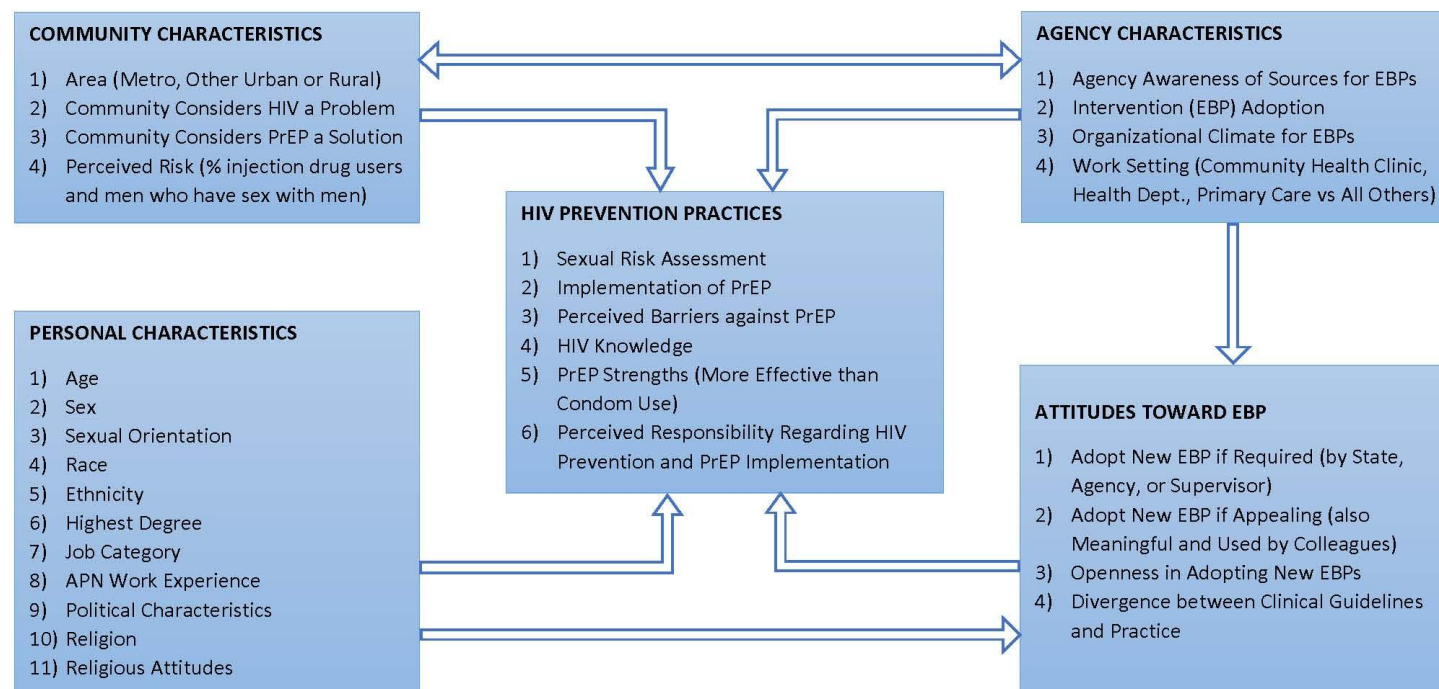 COMMUNITY CHARACTERISTICS
1) Area (Metro, Other Urban or Rural)
2) Community Considers HIV a Problem
3) Community Considers PrEP a Solution
4) Perceived Risk (% injection drug users
and men who have sex with men)
AGENCY CHARACTERISTICS
1) Agency Awareness of Sources for EBPs
2) Intervention (EBP) Adoption
3) Organizational Climate for EBPs
4) Work Setting (Community Health Clinic,
Health Dept., Primary Care vs All Others)
HIV PREVENTION PRACTICES
1) Sexual Risk Assessment
2) Implementation of PrEP
3) Perceived Barriers against PrEP
4) HIV Knowledge
5) PrEP Strengths (More Effective than
Condom Use)
6) Perceived Responsibility Regarding HIV
Prevention and PrEP Implementation
PERSONAL CHARACTERISTICS
1) Age
2) Sex
3) Sexual Orientation
4) Race
5) Ethnicity
6) Highest Degree
7) Job Category
8) APN Work Experience
9) Political Characteristics
10) Religion
11) Religious Attitudes
ATTITUDES TOWARD EBP
1) Adopt New EBP if Required (by State,
Agency, or Supervisor)
2) Adopt New EBP if Appealing (also
Meaningful and Used by Colleagues)
3) Openness in Adopting New EBPs
4) Divergence between Clinical Guidelines
and Practice